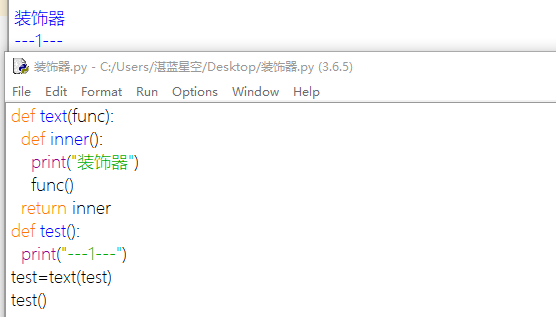 装饰器
---1---
装饰器.py - C:/Users/湛蓝星空/Desktop/装饰器.py (3.6.5)
File Edit Format Run Options Window Help
def text(func):
  def inner():
    print("装饰器")
    func()
  return inner
def test():
  print("---1---")
test=text(test)
test()